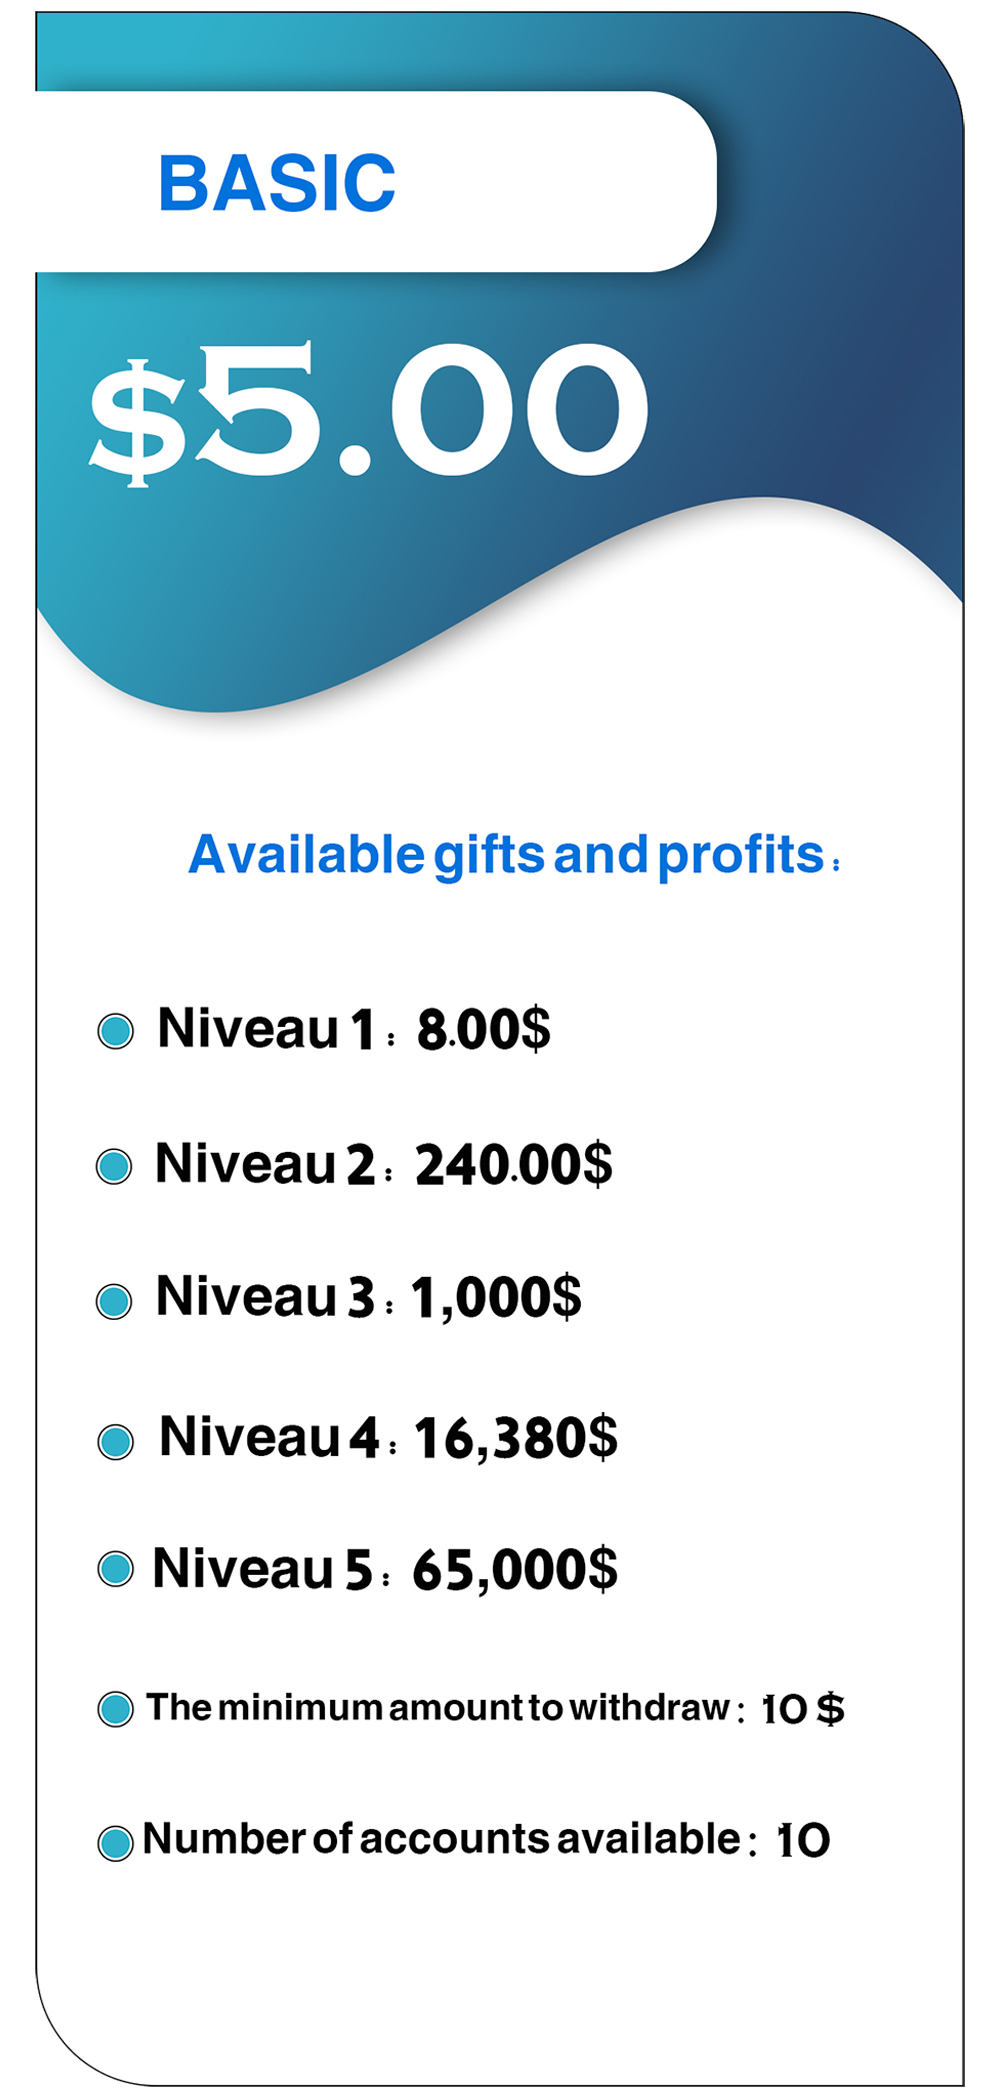 BASIC
$5.00
Available gifts and profits :
Niveau 1 : 8.00$
Niveau 2 : 240.00$
Niveau 3 : 1,000$
Niveau 4 : 16,380$
Niveau 5 : 65,000$
The minimum amount to withdraw : 10 $
Number of accounts available : 10